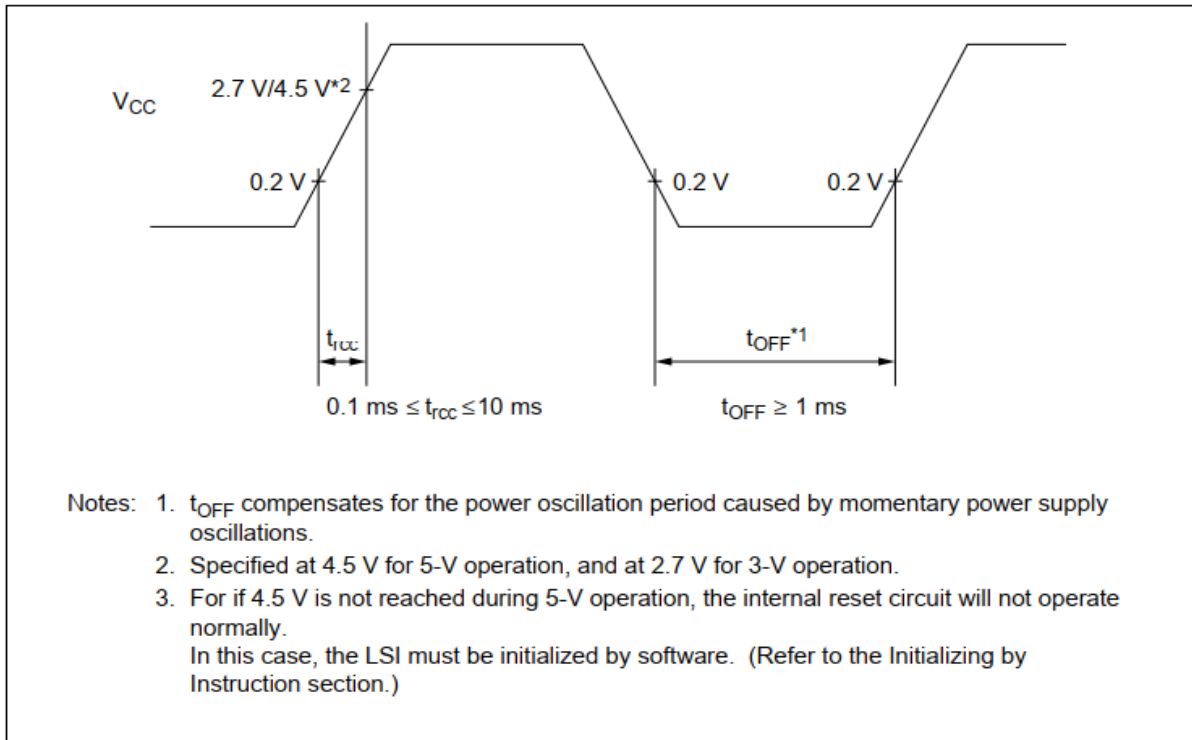 2.7 V/4.5 V*2
VCC
0.2 V
0.2 V
0.2 V
trcc
tOFF*1
0.1 ms ≤ trcc ≤ 10 ms
tOFF ≥ 1 ms
Notes: 1. tOFF compensates for the power oscillation period caused by momentary power supply
oscillations.
2. Specified at 4.5 V for 5-V operation, and at 2.7 V for 3-V operation.
3. For if 4.5 V is not reached during 5-V operation, the internal reset circuit will not operate
normally.
In this case, the LSI must be initialized by software. (Refer to the Initializing by
Instruction section.)